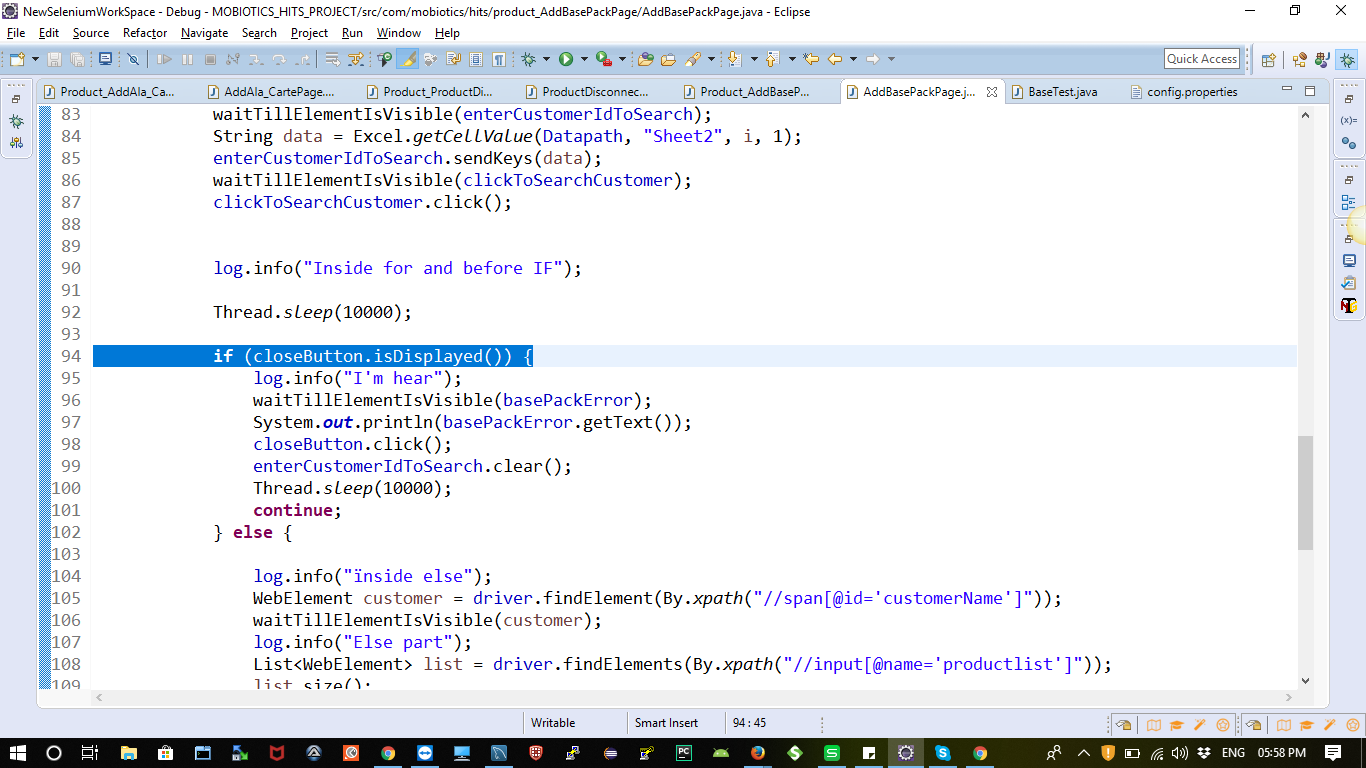 NewSeleniumWorkSpace - Debug - MOBIOTICS_HITS_PROJECT/src/com/mobiotics/hits/product_AddBasePackPage/AddBasePackPage.java - Eclipse
File Edit Source Refactor Navigate Search Project Run Window Help
Quick Access
Product_AddAla_Ca... AddAla_CartePage.... Product_ProductDi... ProductDisconnec... Product_AddBaseP... AddBasePackPage.j... BaseTest.java config.properties
83 waitTillElementIsVisible(enterCustomerIdToSearch);
84 String data = Excel.getCellValue(Datapath, "Sheet2", i, 1);
85 enterCustomerIdToSearch.sendKeys(data);
86 waitTillElementIsVisible(clickToSearchCustomer);
87 clickToSearchCustomer.click();
88
89
90 log.info("Inside for and before IF");
91
92 Thread.sleep(10000);
93
94 if (closeButton.isDisplayed()) {
95 log.info("I'm hear");
96 waitTillElementIsVisible(basePackError);
97 System.out.println(basePackError.getText());
98 closeButton.click();
99 enterCustomerIdToSearch.clear();
100 Thread.sleep(10000);
101 continue;
102 } else {
103
104 log.info("ïnside else");
105 WebElement customer = driver.findElement(By.xpath("//span[@id='customerName']"));
106 waitTillElementIsVisible(customer);
107 log.info("Else part");
108 List<WebElement> list = driver.findElements(By.xpath("//input[@name='productlist']"));
109 list.size();
Writable Smart Insert 94 : 45
ENG 05:58 PM